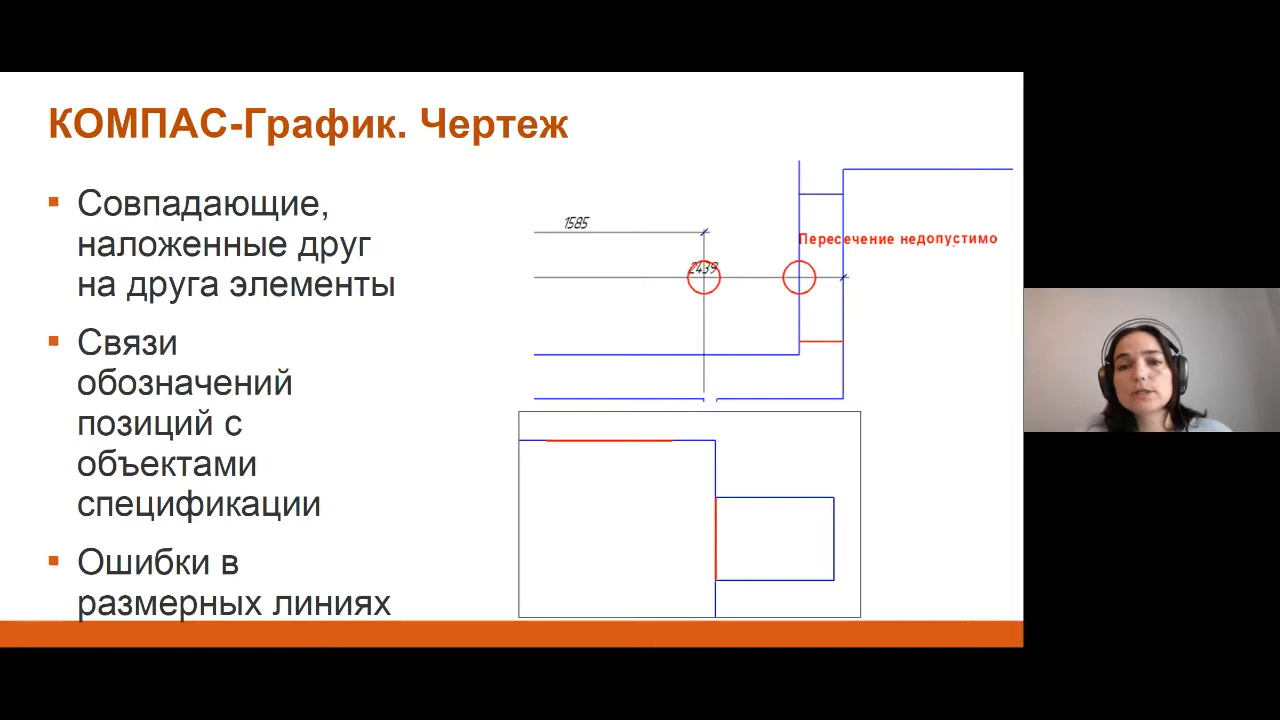 КОМПАС-График. Чертеж
Совпадающие,
наложенные друг
на друга элементы
Связи
обозначений
позиций с
объектами
спецификации
Ошибки в
размерных линиях
1585
Пересечение недопустимо
2439